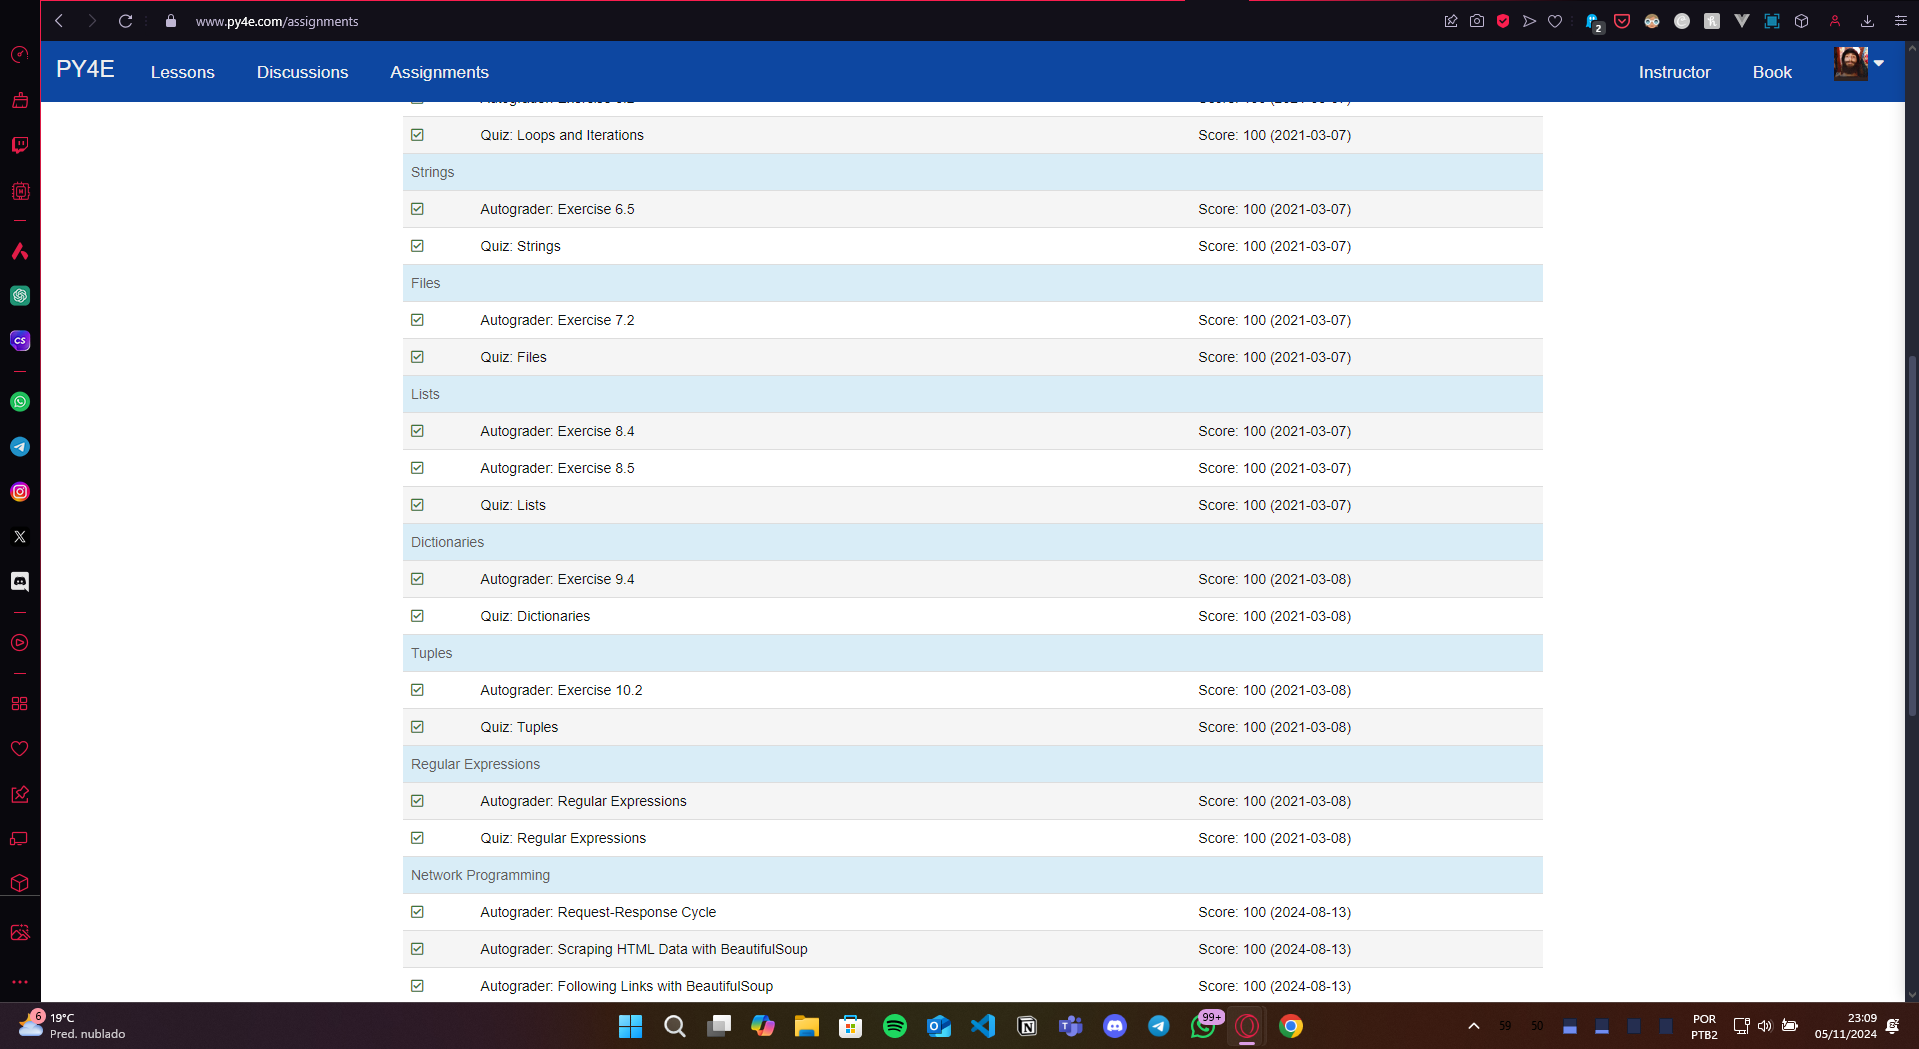 www.py4e.com/assignments
2
PY4E Lessons Discussions Assignments Instructor Book
Quiz: Loops and Iterations Score: 100 (2021-03-07)
Strings
Autograder: Exercise 6.5 Score: 100 (2021-03-07)
Quiz: Strings Score: 100 (2021-03-07)
Files
Autograder: Exercise 7.2 Score: 100 (2021-03-07)
Quiz: Files Score: 100 (2021-03-07)
Lists
Autograder: Exercise 8.4 Score: 100 (2021-03-07)
Autograder: Exercise 8.5 Score: 100 (2021-03-07)
Quiz: Lists Score: 100 (2021-03-07)
Dictionaries
Autograder: Exercise 9.4 Score: 100 (2021-03-08)
Quiz: Dictionaries Score: 100 (2021-03-08)
Tuples
Autograder: Exercise 10.2 Score: 100 (2021-03-08)
Quiz: Tuples Score: 100 (2021-03-08)
Regular Expressions
Autograder: Regular Expressions Score: 100 (2021-03-08)
Quiz: Regular Expressions Score: 100 (2021-03-08)
Network Programming
Autograder: Request-Response Cycle Score: 100 (2024-08-13)
Autograder: Scraping HTML Data with BeautifulSoup Score: 100 (2024-08-13)
Autograder: Following Links with BeautifulSoup Score: 100 (2024-08-13)
CS
6
19°C
Pred. nublado
99+
59 50
POR
PTB2
23:09
05/11/2024